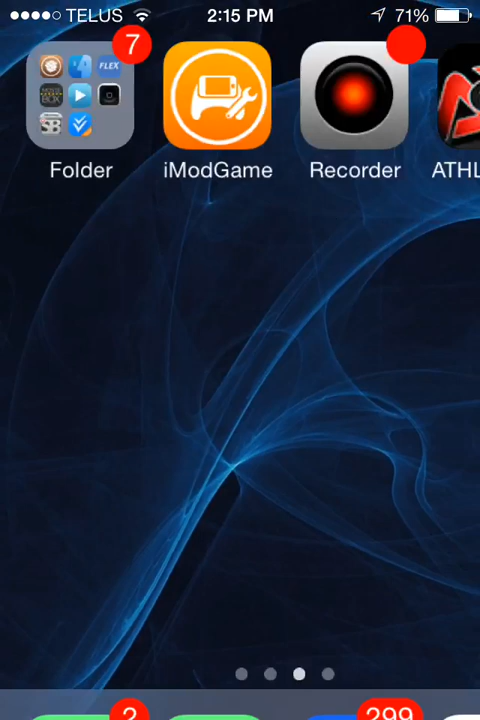 TELUS 2:15 PM 71%
7
FLEX
Folder iModGame Recorder ATHL
2 299